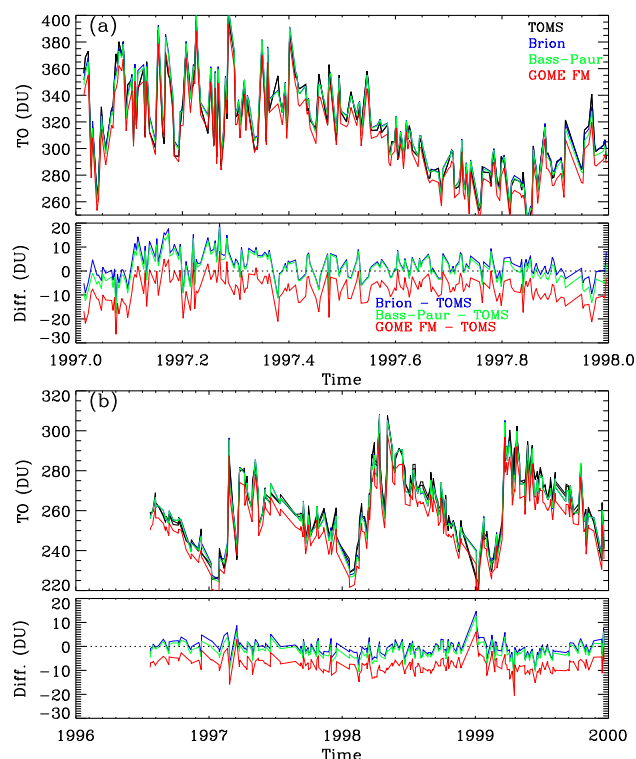 (a)
TOMS
Brion
Bass-Paur
GOME FM
TO (DU)
400
380
360
340
320
300
280
260
Diff. (DU)
20
10
0
-10
-20
-30
Brion - TOMS
Bass-Paur - TOMS
GOME FM - TOMS
1997.0 1997.2 1997.4 1997.6 1997.8 1998.0
Time
(b)
TO (DU)
320
300
280
260
240
220
Diff. (DU)
20
10
0
-10
-20
-30
1996 1997 1998 1999 2000
Time